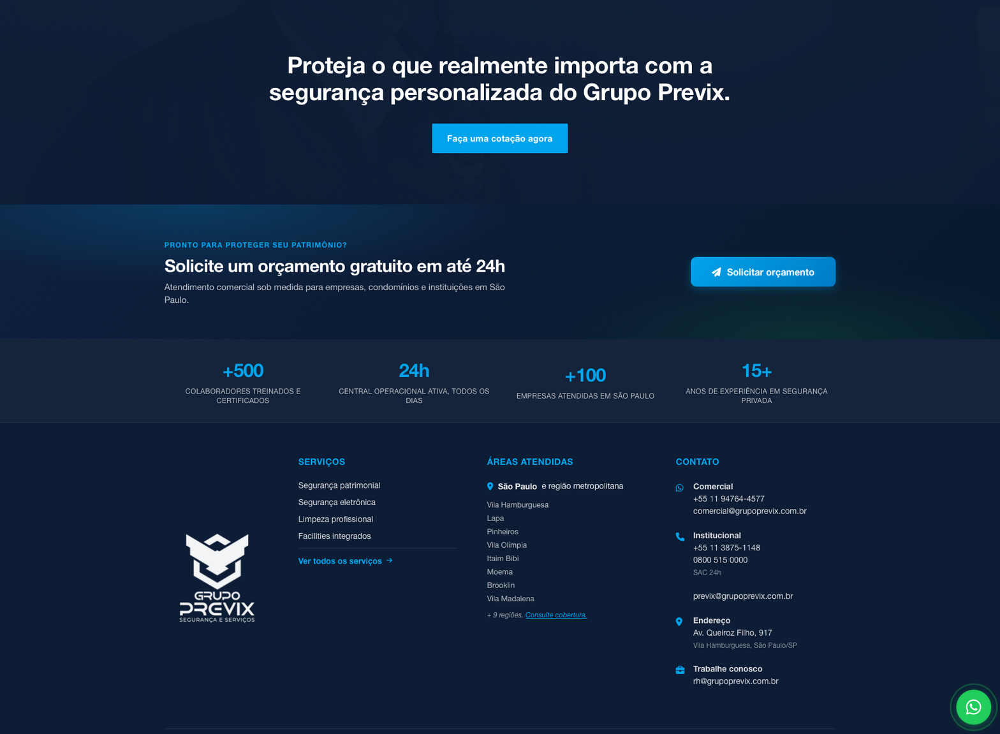 Proteja o que realmente importa com a
segurança personalizada do Grupo Previx.
Faça uma cotação agora
PRONTO PARA PROTEGER SEU PATRIMÔNIO?
Solicite um orçamento gratuito em até 24h
Atendimento comercial sob medida para empresas, condomínios e instituições em São
Paulo.
Solicitar orçamento
+500
COLABORADORES TREINADOS E
CERTIFICADOS
24h
CENTRAL OPERACIONAL ATIVA, TODOS OS
DIAS
+100
EMPRESAS ATENDIDAS EM SÃO PAULO
15+
ANOS DE EXPERIÊNCIA EM SEGURANÇA
PRIVADA
GRUPO
PREVIX
SEGURANÇA E SERVIÇOS
SERVIÇOS
Segurança patrimonial
Segurança eletrônica
Limpeza profissional
Facilities integrados
Ver todos os serviços →
ÁREAS ATENDIDAS
São Paulo e região metropolitana
Vila Hamburguesa
Lapa
Pinheiros
Vila Olímpia
Itaim Bibi
Moema
Brooklin
Vila Madalena
+ 9 regiões. Consulte cobertura.
CONTATO
Comercial
+55 11 94764-4577
comercial@grupoprevix.com.br
Institucional
+55 11 3875-1148
0800 515 0000
SAC 24h
previx@grupoprevix.com.br
Endereço
Av. Queiroz Filho, 917
Vila Hamburguesa, São Paulo/SP
Trabalhe conosco
rh@grupoprevix.com.br